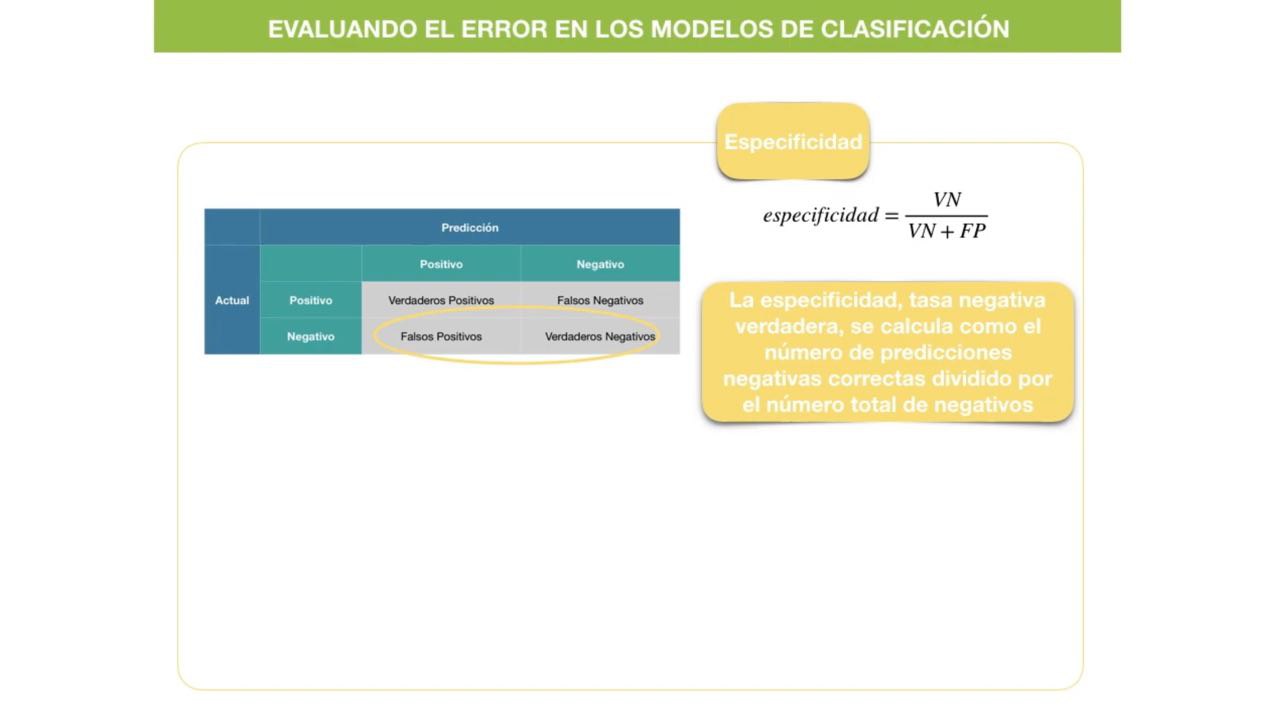 EVALUANDO EL ERROR EN LOS MODELOS DE CLASIFICACIÓN
Especificidad
especificidad = VN / VN + FP
Predicción
Positivo Negativo
Actual Positivo Verdaderos Positivos Falsos Negativos
Negativo Falsos Positivos Verdaderos Negativos
La especificidad, tasa negativa
verdadera, se calcula como el
número de predicciones
negativas correctas dividido por
el número total de negativos